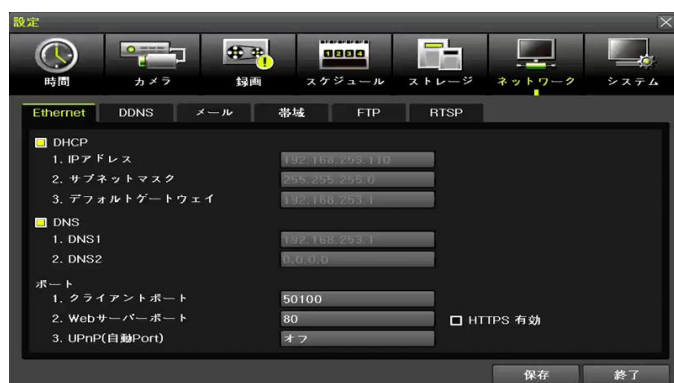 設定
時間 カメラ 録画 スケジュール ストレージ ネットワーク システム
Ethernet DDNS メール 帯域 FTP RTSP
DHCP
1. IPアドレス 192.168.253.110
2. サブネットマスク 255.255.255.0
3. デフォルトゲートウェイ 192.168.253.1
DNS
1. DNS1 192.168.253.1
2. DNS2 0.0.0.0
ポート
1. クライアントポート 50100
2. Webサーバーポート 80 HTTPS 有効
3. UPnP(自動Port) オフ
保存 終了